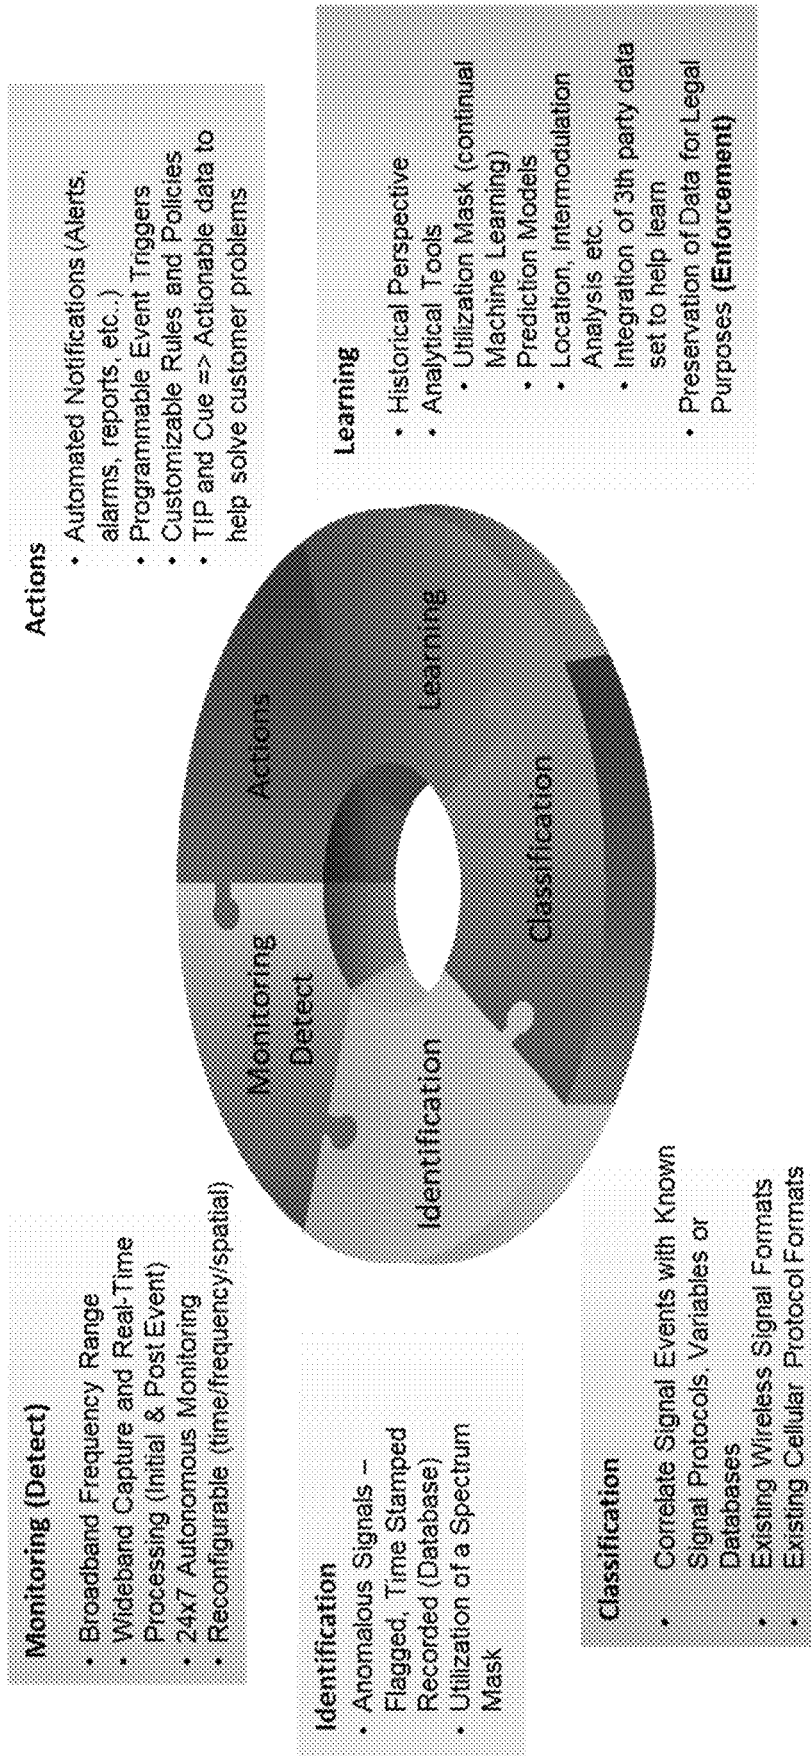 Monitoring (Detect)
• Broadband Frequency Range
• Wideband Capture and Real-Time
Processing (Initial & Post Event)
• 24x7 Autonomous Monitoring
• Reconfigurable (time/frequency/spatial)
Identification
• Anomalous Signals –
Flagged, Time Stamped
Recorded (Database)
• Utilization of a Spectrum
Mask
Classification
• Correlate Signal Events with Known
Signal Protocols, Variables or
Databases
• Existing Wireless Signal Formats
• Existing Cellular Protocol Formats
Monitoring
Detect
Identification
Classification
Actions
Learning
Actions
• Automated Notifications (Alerts,
alarms, reports, etc..)
• Programmable Event Triggers
• Customizable Rules and Policies
• TIP and Cue => Actionable data to
help solve customer problems
Learning
• Historical Perspective
• Analytical Tools
• Utilization Mask (continual
Machine Learning)
• Prediction Models
• Location, Intermodulation
Analysis etc.
• Integration of 3th party data
set to help learn
• Preservation of Data for Legal
Purposes (Enforcement)